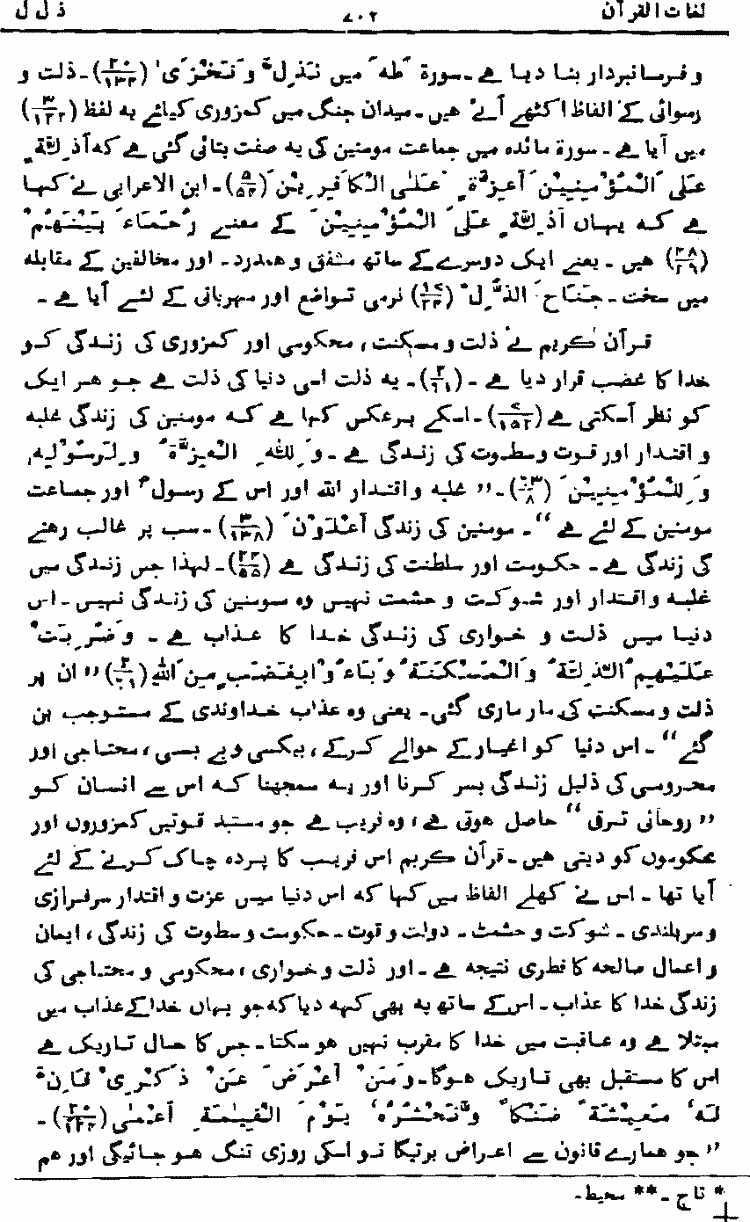 لغات القرآن ۷۰۲ ذ ل ل
و فرمانبردار بنا دیا ہے۔ سورۃ طٰہٰ میں نَّذِلَّ وَ نَخْزٰی (۲۰/۱۳۴)۔ ذلت و
رسوائی کے الفاظ اکٹھے آئے ہیں۔ میدان جنگ میں کمزوری کیلئے یہ لفظ (۳/۱۲۲)
میں آیا ہے۔ سورۃ مائدہ میں جماعت مومنین کی یہ صفت بتائی گئی ہے کہ اَذِلَّۃٍ
عَلَی الْمُؤْمِنِیْنَ اَعِزَّۃٍ عَلَی الْکَافِرِیْنَ (۵/۵۴)۔ ابن الاعرابی نے کہا
ہے کہ یہاں اَذِلَّۃٍ عَلَی الْمُؤْمِنِیْنَ کے معنے رُحَمَاءُ بَیْنَھُمْ
(۴۸/۲۹) ہیں۔ یعنے ایک دوسرے کے ساتھ مشفق و ہمدرد۔ اور مخالفین کے مقابلہ
میں سخت۔ جَنَاحَ الذُّلِّ (۱۷/۲۴) نرمی تواضع اور مہربانی کے لئے آیا ہے۔
قرآن کریم نے ذلت و مسکنت، محکومی اور کمزوری کی زندگی کو
خدا کا غضب قرار دیا ہے۔ (۲/۶۱)۔ یہ ذلت اسی دنیا کی ذلت ہے جو ہر ایک
کو نظر آسکتی ہے (۷/۱۵۲)۔ اسکے برعکس کہا ہے کہ مومنین کی زندگی غلبہ
و اقتدار اور قوت و سطوت کی زندگی ہے۔ وَ لِلّٰہِ الْعِزَّۃُ وَ لِرَسُوْلِہٖ
وَ لِلْمُؤْمِنِیْنَ (۶۳/۸)۔ ”غلبہ و اقتدار اللہ اور اس کے رسولؐ اور جماعت
مومنین کے لئے ہے“۔ مومنین کی زندگی اَعْلَوْنَ (۳/۱۳۸)۔ سب پر غالب رہنے
کی زندگی ہے۔ حکومت اور سلطنت کی زندگی ہے (۲۴/۵۵)۔ لہذا جس زندگی میں
غلبہ و اقتدار اور شوکت و حشمت نہیں وہ مومنین کی زندگی نہیں۔ اس
دنیا میں ذلت و خواری کی زندگی خدا کا عذاب ہے۔ وَ ضُرِبَتْ
عَلَیْھِمُ الذِّلَّۃُ وَ الْمَسْکَنَۃُ وَ بَاءُ وْا بِغَضَبٍ مِّنَ اللّٰہِ (۲/۶۱) ”ان پر
ذلت و مسکنت کی مار ماری گئی۔ یعنی وہ عذاب خداوندی کے مستوجب بن
گئے“۔ اس دنیا کو اغیار کے حوالے کرکے، بیکسی و بے بسی، محتاجی اور
محرومی کی ذلیل زندگی بسر کرنا اور یہ سمجھنا کہ اس سے انسان کو
”روحانی ترقی“ حاصل ہوتی ہے، وہ فریب ہے جو مستبد قوتیں کمزوروں اور
محکوموں کو دیتی ہیں۔ قرآن کریم اس فریب کا پردہ چاک کرنے کے لئے
آیا تھا۔ اس نے کھلے الفاظ میں کہا کہ اس دنیا میں عزت و اقتدار سرفرازی
و سربلندی۔ شوکت و حشمت۔ دولت و قوت۔ حکومت و سطوت کی زندگی، ایمان
و اعمال صالحہ کا فطری نتیجہ ہے۔ اور ذلت و خواری، محکومی و محتاجی کی
زندگی خدا کا عذاب۔ اس کے ساتھ یہ بھی کہہ دیا کہ جو یہاں خدا کے عذاب میں
مبتلا ہے وہ عاقبت میں خدا کا مقرب نہیں ہو سکتا۔ جس کا حال تاریک ہے
اس کا مستقبل بھی تاریک ہوگا۔ وَ مَنْ اَعْرَضَ عَنْ ذِکْرِیْ فَاِنَّ
لَہٗ مَعِیْشَۃً ضَنْکًا وَّ نَحْشُرُہٗ یَوْمَ الْقِیٰمَۃِ اَعْمٰی (۲۰/۱۲۴)۔
”جو ہمارے قانون سے اعراض برتیگا تو اسکی روزی تنگ ہو جائیگی اور ہم
* تاج۔ ** محیط۔